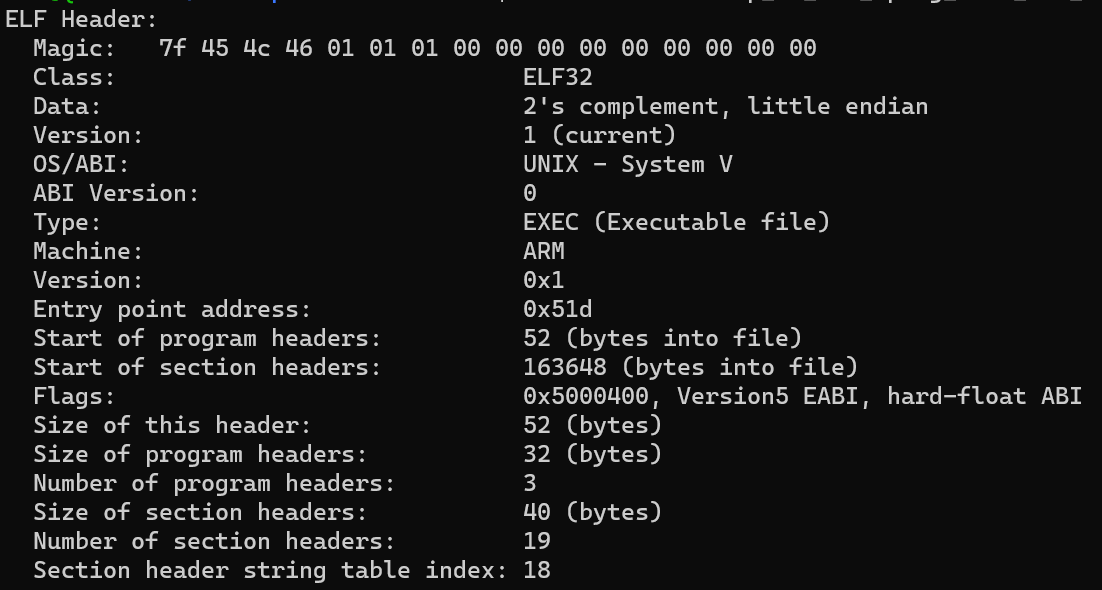 ELF Header:
  Magic:   7f 45 4c 46 01 01 01 00 00 00 00 00 00 00 00 00
  Class:                             ELF32
  Data:                              2's complement, little endian
  Version:                           1 (current)
  OS/ABI:                            UNIX - System V
  ABI Version:                       0
  Type:                              EXEC (Executable file)
  Machine:                           ARM
  Version:                           0x1
  Entry point address:               0x51d
  Start of program headers:          52 (bytes into file)
  Start of section headers:          163648 (bytes into file)
  Flags:                             0x5000400, Version5 EABI, hard-float ABI
  Size of this header:               52 (bytes)
  Size of program headers:           32 (bytes)
  Number of program headers:         3
  Size of section headers:           40 (bytes)
  Number of section headers:         19
  Section header string table index: 18